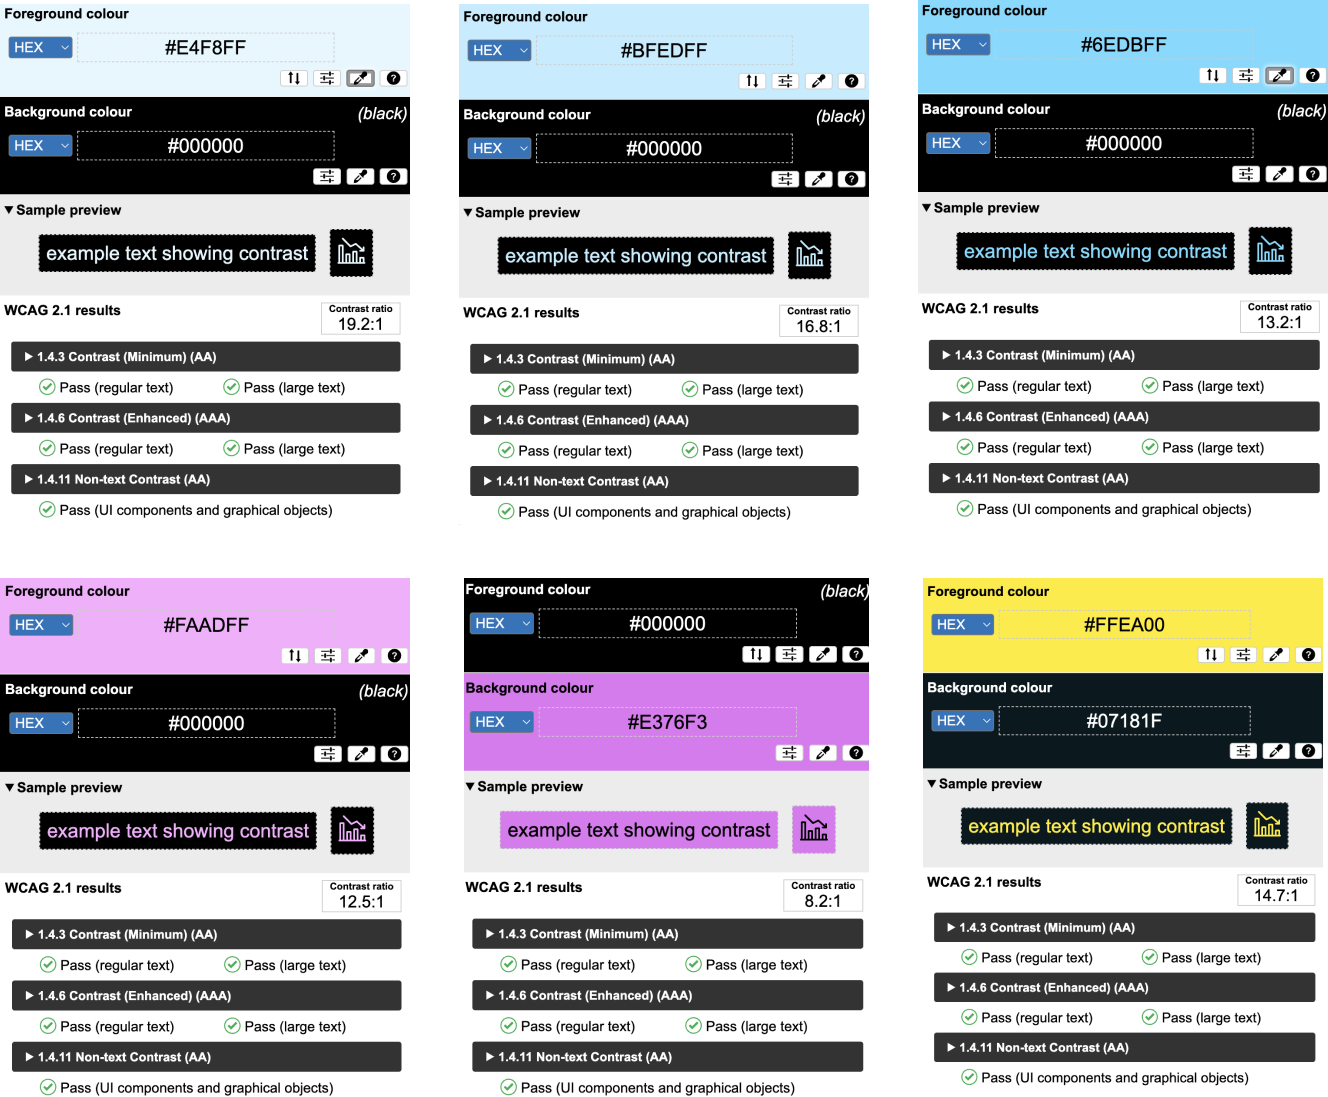 Foreground colour
HEX
#E4F8FF
Background colour
(black)
HEX
#000000
Sample preview
example text showing contrast
WCAG 2.1 results
Contrast ratio
19.2:1
1.4.3 Contrast (Minimum) (AA)
Pass (regular text)
Pass (large text)
1.4.6 Contrast (Enhanced) (AAA)
Pass (regular text)
Pass (large text)
1.4.11 Non-text Contrast (AA)
Pass (UI components and graphical objects)
Foreground colour
HEX
#BFEDFF
Background colour
(black)
HEX
#000000
Sample preview
example text showing contrast
WCAG 2.1 results
Contrast ratio
16.8:1
1.4.3 Contrast (Minimum) (AA)
Pass (regular text)
Pass (large text)
1.4.6 Contrast (Enhanced) (AAA)
Pass (regular text)
Pass (large text)
1.4.11 Non-text Contrast (AA)
Pass (UI components and graphical objects)
Foreground colour
HEX
#6EDBFF
Background colour
(black)
HEX
#000000
Sample preview
example text showing contrast
WCAG 2.1 results
Contrast ratio
13.2:1
1.4.3 Contrast (Minimum) (AA)
Pass (regular text)
Pass (large text)
1.4.6 Contrast (Enhanced) (AAA)
Pass (regular text)
Pass (large text)
1.4.11 Non-text Contrast (AA)
Pass (UI components and graphical objects)
Foreground colour
HEX
#FAADFF
Background colour
(black)
HEX
#000000
Sample preview
example text showing contrast
WCAG 2.1 results
Contrast ratio
12.5:1
1.4.3 Contrast (Minimum) (AA)
Pass (regular text)
Pass (large text)
1.4.6 Contrast (Enhanced) (AAA)
Pass (regular text)
Pass (large text)
1.4.11 Non-text Contrast (AA)
Pass (UI components and graphical objects)
Foreground colour
(black)
HEX
#000000
Background colour
HEX
#E376F3
Sample preview
example text showing contrast
WCAG 2.1 results
Contrast ratio
8.2:1
1.4.3 Contrast (Minimum) (AA)
Pass (regular text)
Pass (large text)
1.4.6 Contrast (Enhanced) (AAA)
Pass (regular text)
Pass (large text)
1.4.11 Non-text Contrast (AA)
Pass (UI components and graphical objects)
Foreground colour
HEX
#FFEA00
Background colour
HEX
#07181F
Sample preview
example text showing contrast
WCAG 2.1 results
Contrast ratio
14.7:1
1.4.3 Contrast (Minimum) (AA)
Pass (regular text)
Pass (large text)
1.4.6 Contrast (Enhanced) (AAA)
Pass (regular text)
Pass (large text)
1.4.11 Non-text Contrast (AA)
Pass (UI components and graphical objects)